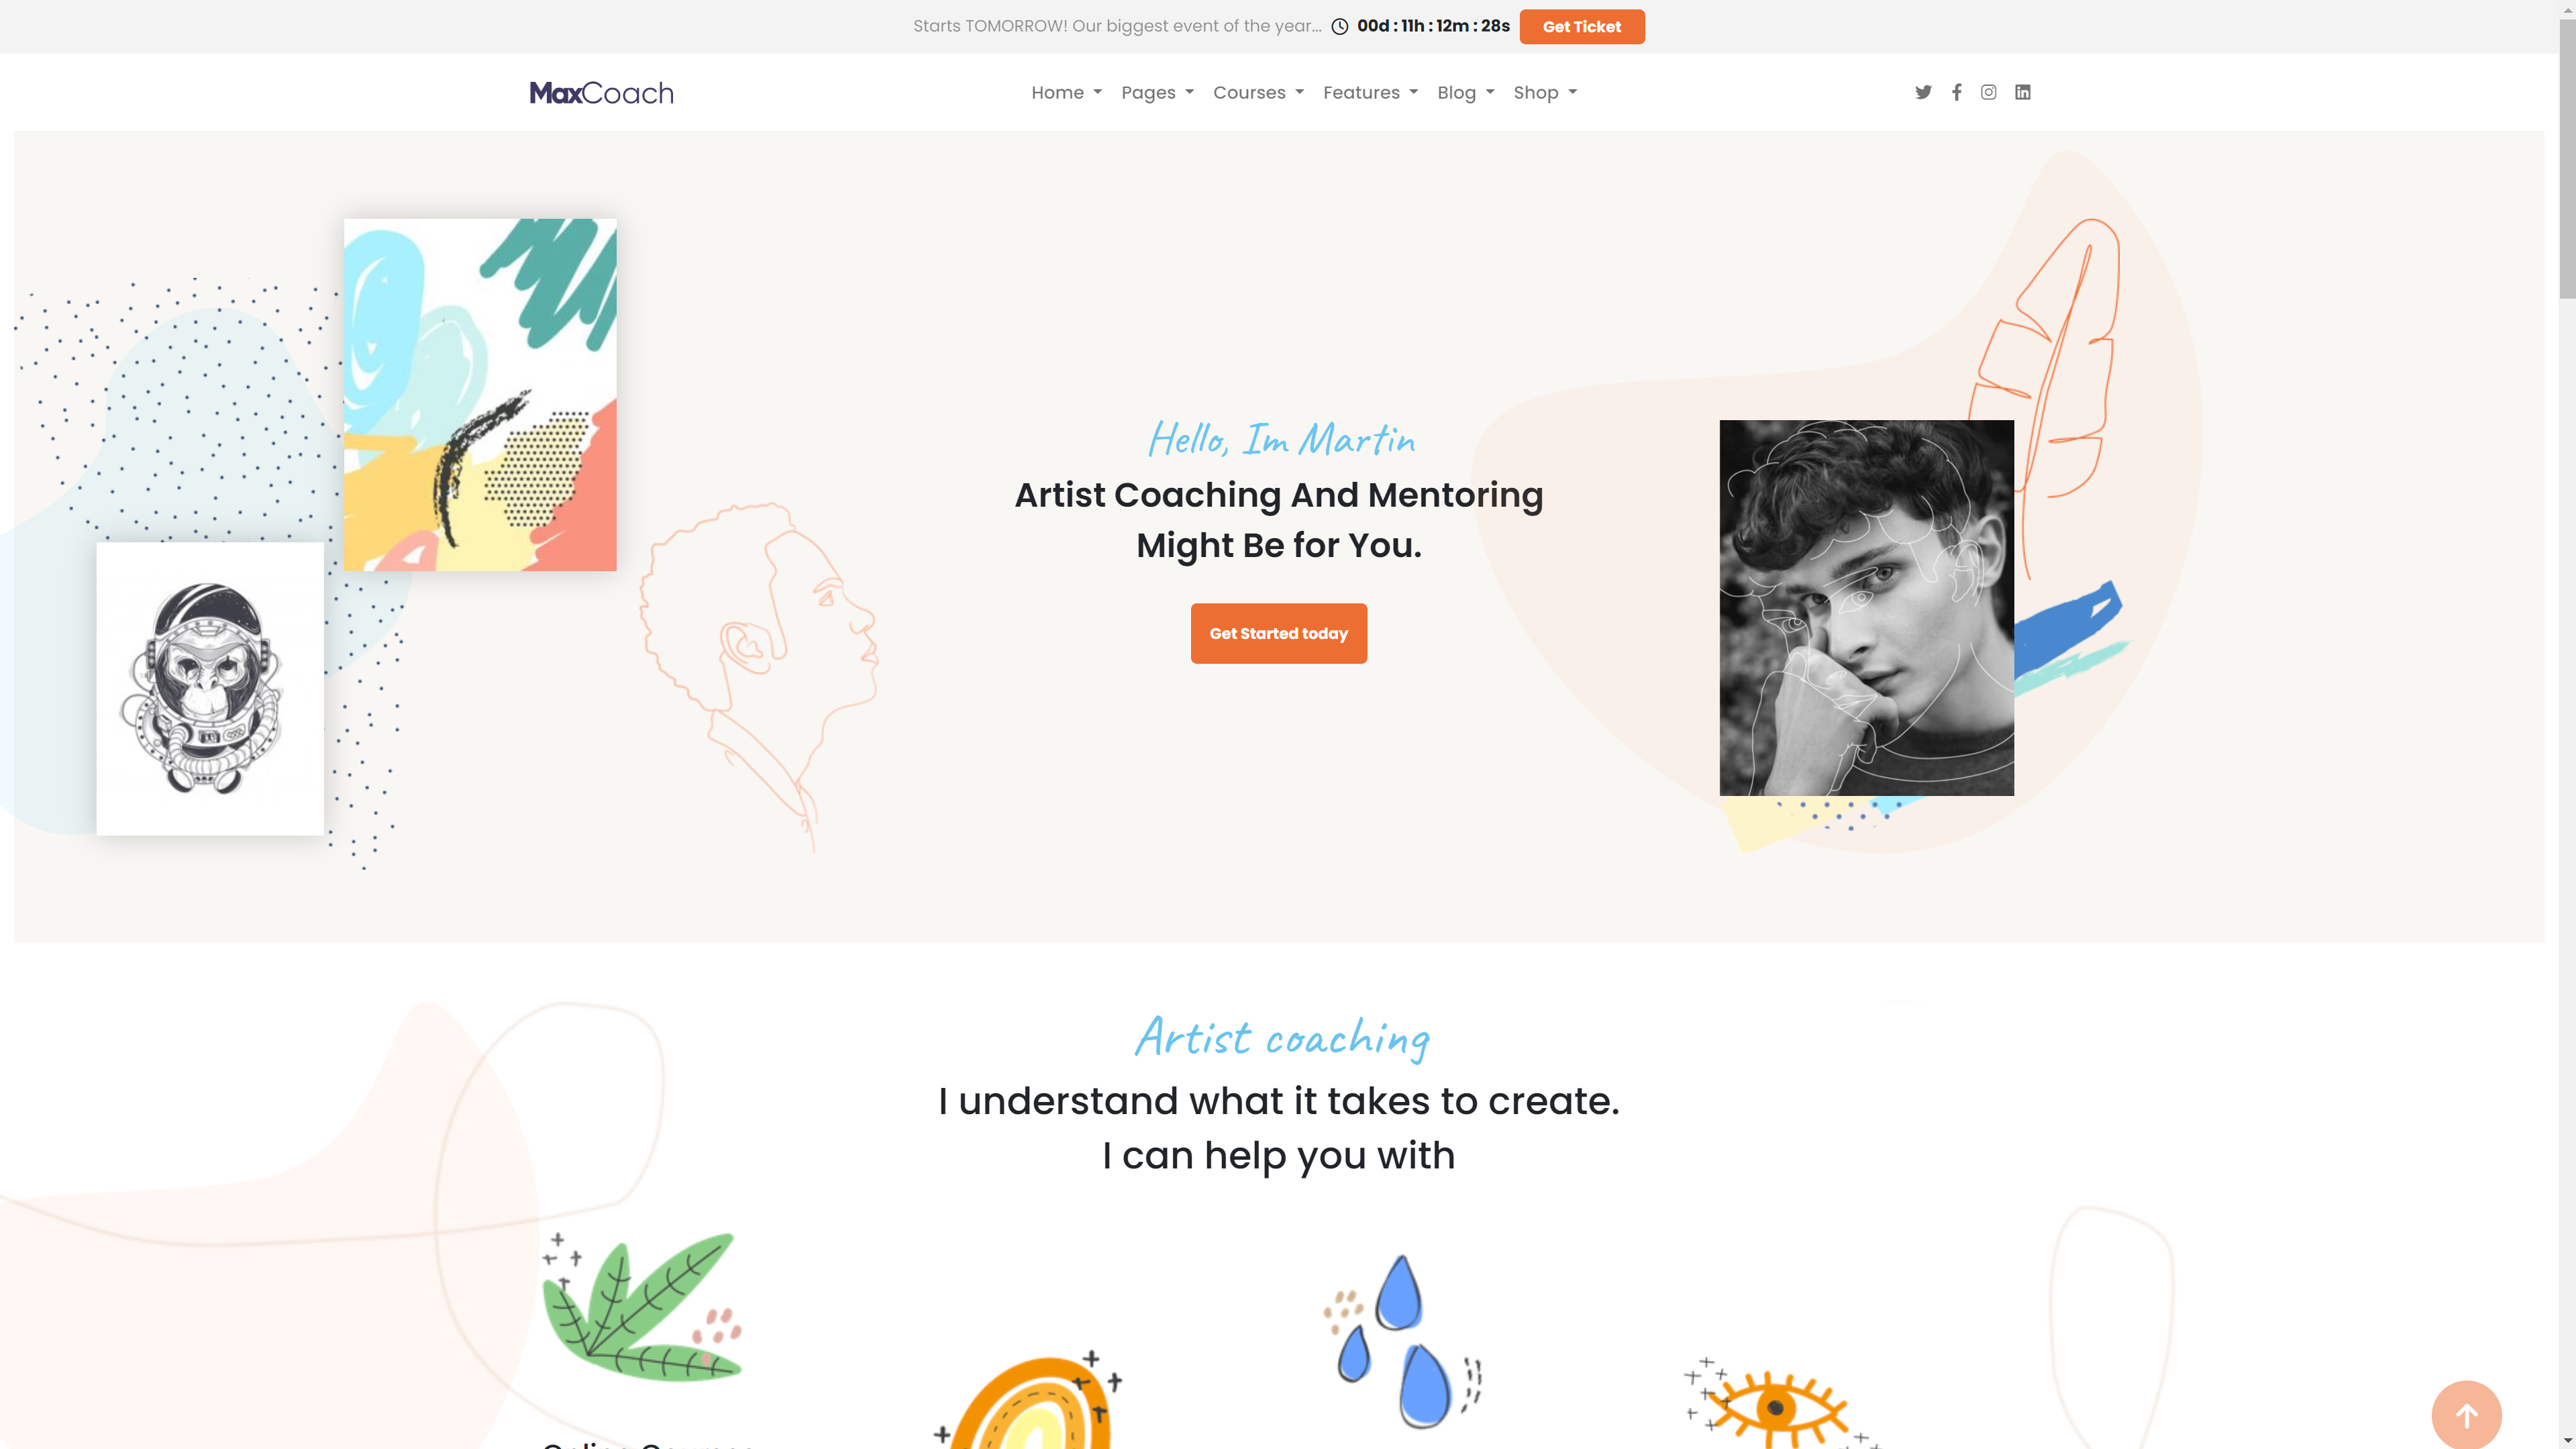 Starts TOMORROW! Our biggest event of the year... 00d : 11h : 12m : 28s Get Ticket
MaxCoach Home Pages Courses Features Blog Shop
Hello, Im Martin
Artist Coaching And Mentoring
Might Be for You.
Get Started today
Artist coaching
I understand what it takes to create.
I can help you with